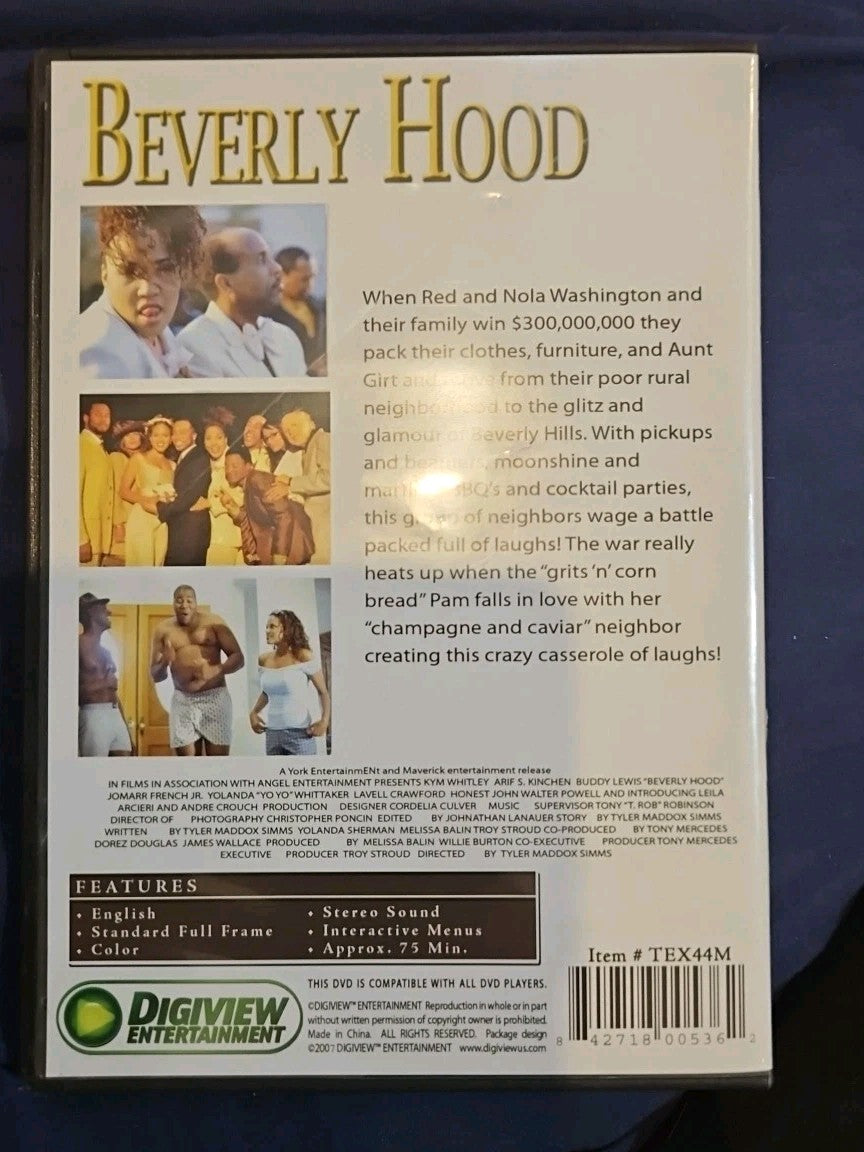 BEVERLY HOOD
When Red and Nola Washington and
their family win $300,000,000 they
pack their clothes, furniture, and Aunt
Girt and from their poor rural
neighborhood to the glitz and
glamour of Beverly Hills. With pickups
and moonshine and
BBQ's and cocktail parties,
this group of neighbors wage a battle
packed full of laughs! The war really
heats up when the "grits 'n' corn
bread" Pam falls in love with her
"champagne and caviar" neighbor
creating this crazy casserole of laughs!
A York EntertainmENt and Maverick entertainment release
IN FILMS IN ASSOCIATION WITH ANGEL ENTERTAINMENT PRESENTS KYM WHITLEY ARIF S. KINCHEN BUDDY LEWIS "BEVERLY HOOD"
JOMARR FRENCH JR. YOLANDA "YO YO" WHITTAKER LAVELL CRAWFORD HONEST JOHN WALTER POWELL AND INTRODUCING LEILA
ARCIERI AND ANDRE CROUCH PRODUCTION DESIGNER CORDELIA CULVER MUSIC SUPERVISOR TONY "T. ROB" ROBINSON
DIRECTOR OF PHOTOGRAPHY CHRISTOPHER PONCIN EDITED BY JOHNATHAN LANAUER STORY BY TYLER MADDOX SIMMS
WRITTEN BY TYLER MADDOX SIMMS YOLANDA SHERMAN MELISSA BALIN TROY STROUD CO-PRODUCED BY TONY MERCEDES
DOREZ DOUGLAS JAMES WALLACE PRODUCED BY MELISSA BALIN WILLIE BURTON CO-EXECUTIVE PRODUCER TONY MERCEDES
EXECUTIVE PRODUCER TROY STROUD DIRECTED BY TYLER MADDOX SIMMS
FEATURES
• English
• Standard Full Frame
• Color
• Stereo Sound
• Interactive Menus
• Approx. 75 Min.
Item # TEX44M
DIGIVIEW
ENTERTAINMENT
THIS DVD IS COMPATIBLE WITH ALL DVD PLAYERS.
©DIGIVIEW™ ENTERTAINMENT Reproduction in whole or in part
without written permission of copyright owner is prohibited.
Made in China. ALL RIGHTS RESERVED. Package design
©2007 DIGIVIEW™ ENTERTAINMENT www.digiviewus.com
8 42718 00536 2